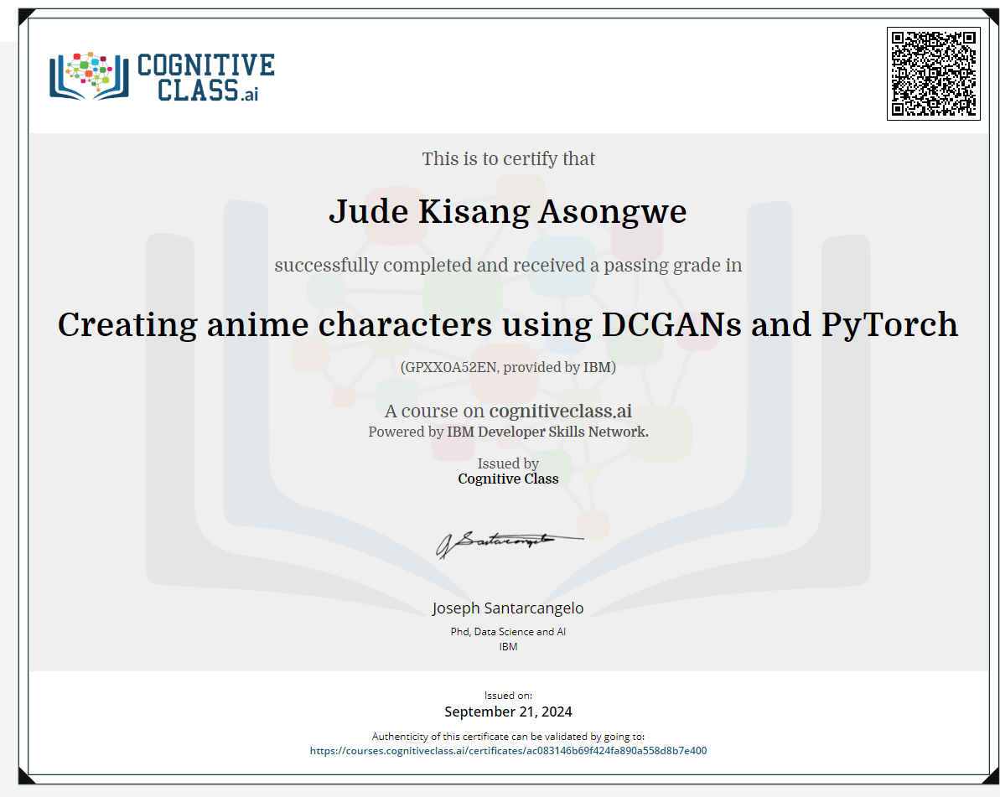 COGNITIVE
CLASS.ai
This is to certify that
Jude Kisang Asongwe
successfully completed and received a passing grade in
Creating anime characters using DCGANs and PyTorch
(GPXX0A52EN, provided by IBM)
A course on cognitiveclass.ai
Powered by IBM Developer Skills Network.
Issued by
Cognitive Class
J Santarcangelo
Joseph Santarcangelo
Phd, Data Science and AI
IBM
Issued on:
September 21, 2024
Authenticity of this certificate can be validated by going to:
https://courses.cognitiveclass.ai/certificates/ac083146b69f424fa890a558d8b7e400